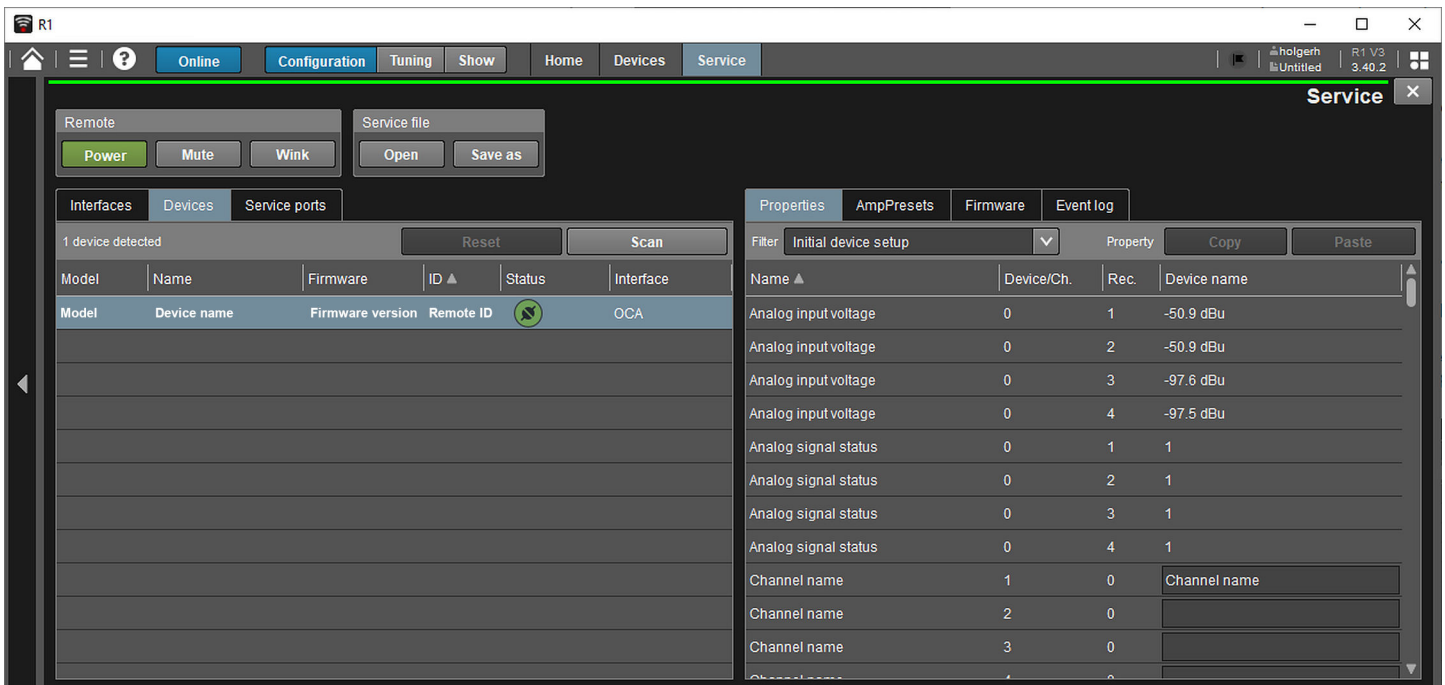 R1
? Online Configuration Tuning Show Home Devices Service holgerh Untitled R1 V3 3.40.2
Service
Remote Service file
Power Mute Wink Open Save as
Interfaces Devices Service ports Properties AmpPresets Firmware Event log
1 device detected Reset Scan Filter Initial device setup Property Copy Paste
Model Name Firmware ID Status Interface Name Device/Ch. Rec. Device name
Model Device name Firmware version Remote ID OCA Analog input voltage 0 1 -50.9 dBu
Analog input voltage 0 2 -50.9 dBu
Analog input voltage 0 3 -97.6 dBu
Analog input voltage 0 4 -97.5 dBu
Analog signal status 0 1 1
Analog signal status 0 2 1
Analog signal status 0 3 1
Analog signal status 0 4 1
Channel name 1 0 Channel name
Channel name 2 0
Channel name 3 0